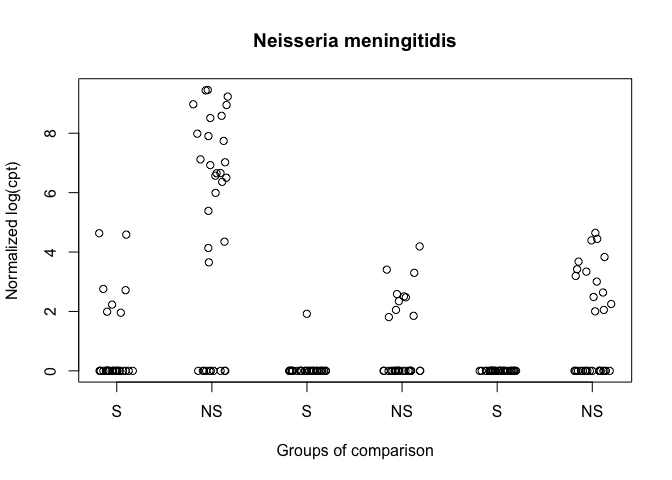 Neisseria meningitidis
Normalized log(cpt)
8
6
4
2
0
S NS S NS S NS
Groups of comparison